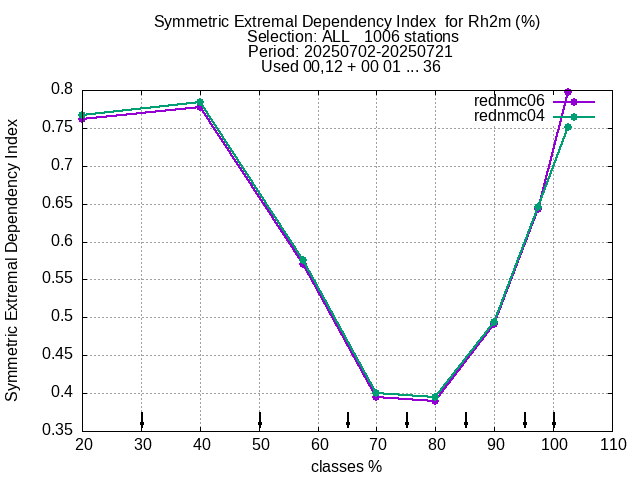 Symmetric Extremal Dependency Index  for Rh2m (%)
Selection: ALL   1006 stations
Period: 20250702-20250721
Used 00,12 + 00 01 ... 36
rednmc06
rednmc04
Symmetric Extremal Dependency Index
0.8
0.75
0.7
0.65
0.6
0.55
0.5
0.45
0.4
0.35
20 30 40 50 60 70 80 90 100 110
classes %